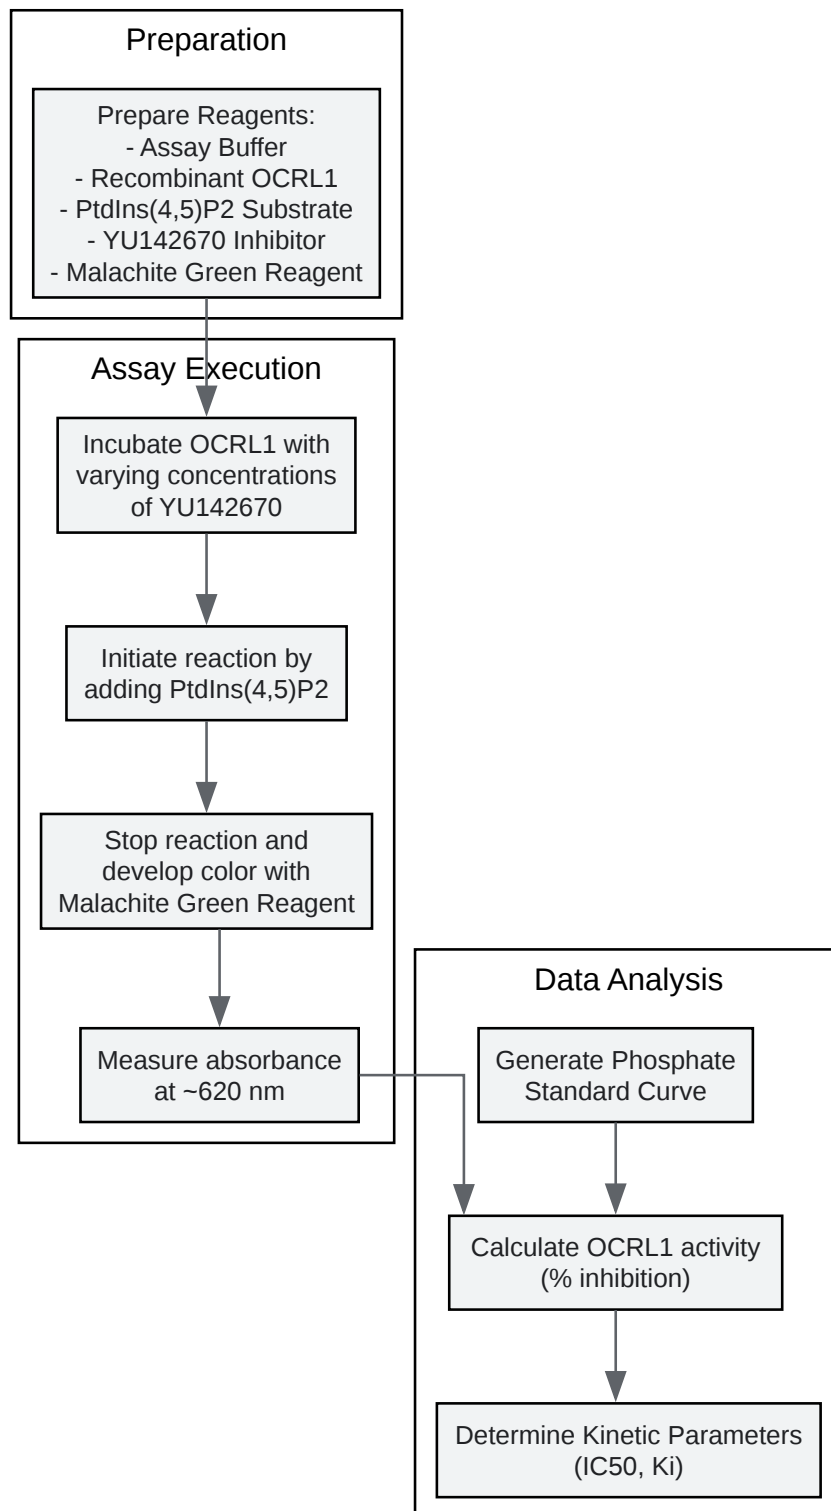 Preparation
Prepare Reagents:
- Assay Buffer
- Recombinant OCRL1
- PtdIns(4,5)P2 Substrate
- YU142670 Inhibitor
- Malachite Green Reagent
Assay Execution
Incubate OCRL1 with
varying concentrations
of YU142670
Initiate reaction by
adding PtdIns(4,5)P2
Stop reaction and
develop color with
Malachite Green Reagent
Measure absorbance
at ~620 nm
Data Analysis
Generate Phosphate
Standard Curve
Calculate OCRL1 activity
(% inhibition)
Determine Kinetic Parameters
(IC50, Ki)